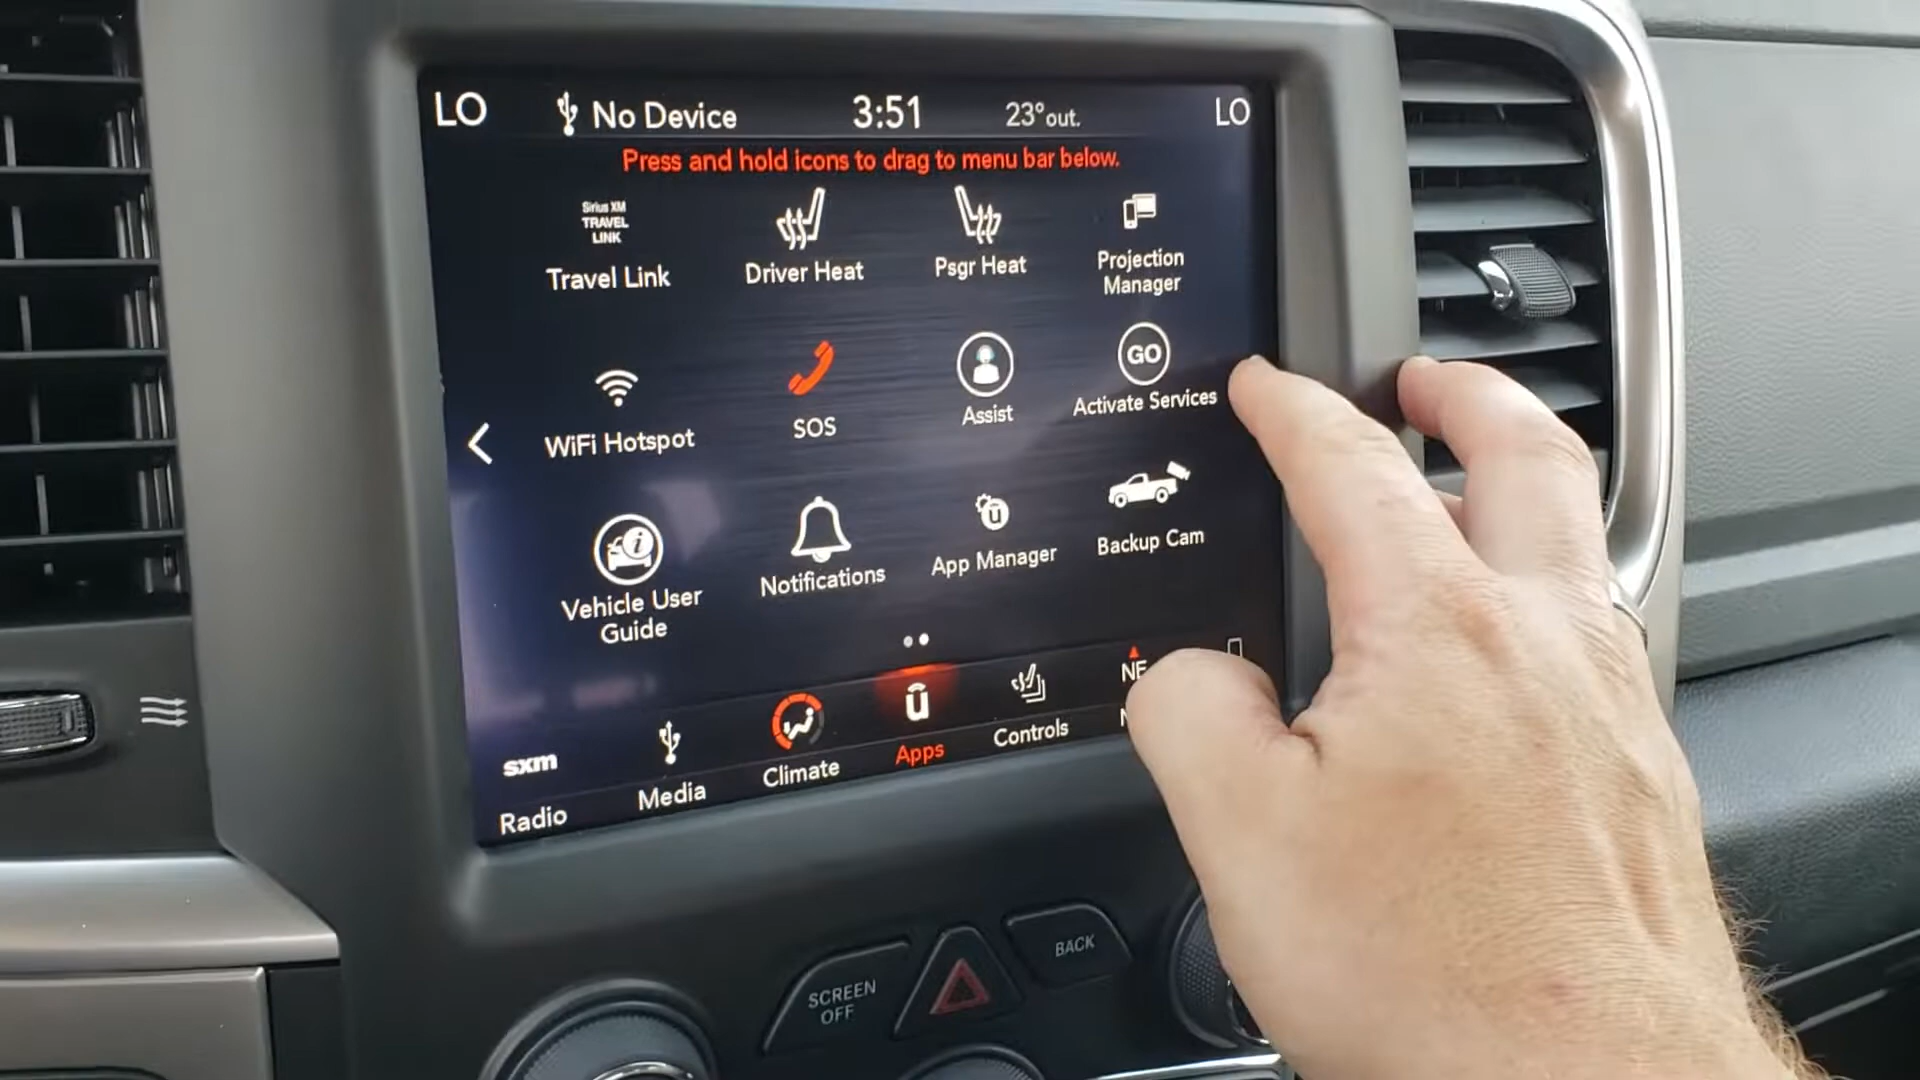 LO
No Device
3:51
23°out.
LO
Press and hold icons to drag to menu bar below.
Sirius XM
TRAVEL
LINK
Travel Link
Driver Heat
Psgr Heat
Projection
Manager
WiFi Hotspot
SOS
Assist
GO
Activate Services
Vehicle User
Guide
Notifications
App Manager
Backup Cam
sxm
Radio
Media
Climate
Apps
Controls
NE
SCREEN
OFF
BACK